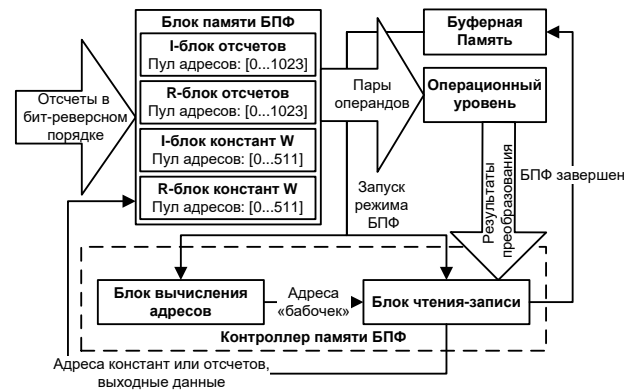 Блок памяти БПФ
I-блок отсчетов
Пул адресов: [0...1023]
R-блок отсчетов
Пул адресов: [0...1023]
I-блок констант W
Пул адресов: [0...511]
R-блок констант W
Пул адресов: [0...511]
Отсчеты в
бит-реверсном
порядке
Пары
операндов
Буферная
Память
Операционный
уровень
Запуск
режима
БПФ
Результаты
преобразования
БПФ завершен
Блок вычисления
адресов
Адреса
«бабочек»
Блок чтения-записи
Контроллер памяти БПФ
Адреса констант или отсчетов,
выходные данные